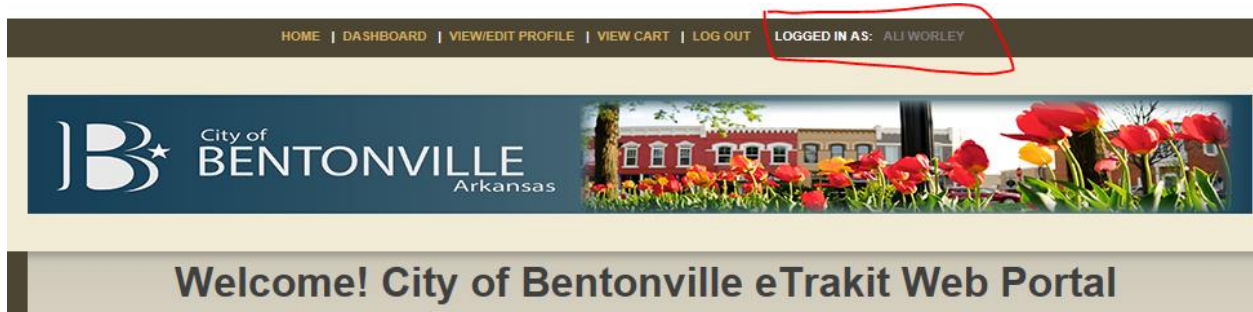 HOME | DASHBOARD | VIEW/EDIT PROFILE | VIEW CART | LOG OUT LOGGED IN AS: ALI WORLEY
City of
BENTONVILLE
Arkansas
Welcome! City of Bentonville eTrakit Web Portal